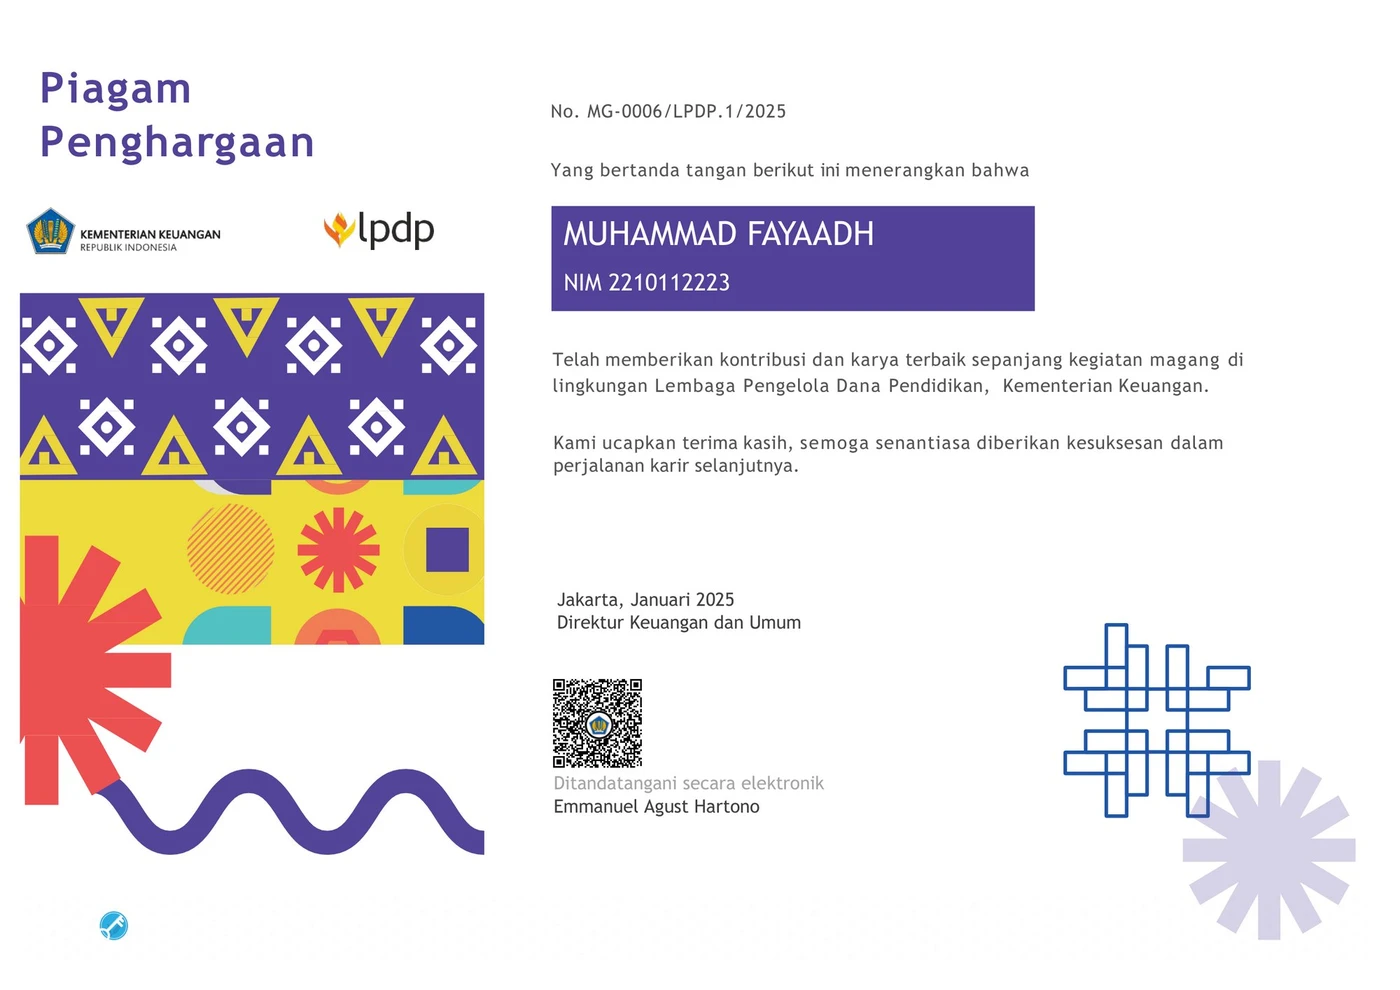 Piagam
Penghargaan
KEMENTERIAN KEUANGAN
REPUBLIK INDONESIA
lpdp
No. MG-0006/LPDP.1/2025
Yang bertanda tangan berikut ini menerangkan bahwa
MUHAMMAD FAYAADH
NIM 2210112223
Telah memberikan kontribusi dan karya terbaik sepanjang kegiatan magang di
lingkungan Lembaga Pengelola Dana Pendidikan, Kementerian Keuangan.
Kami ucapkan terima kasih, semoga senantiasa diberikan kesuksesan dalam
perjalanan karir selanjutnya.
Jakarta, Januari 2025
Direktur Keuangan dan Umum
Ditandatangani secara elektronik
Emmanuel Agust Hartono